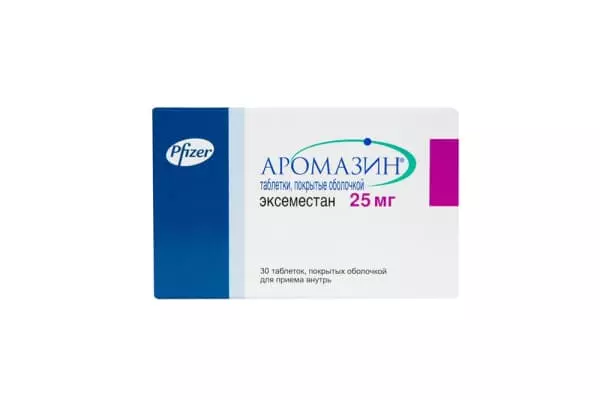 Pfizer
АРОМАЗИН®
таблетки, покрытые оболочкой
эксеместан 25 мг
30 таблеток, покрытых оболочкой
для приема внутрь